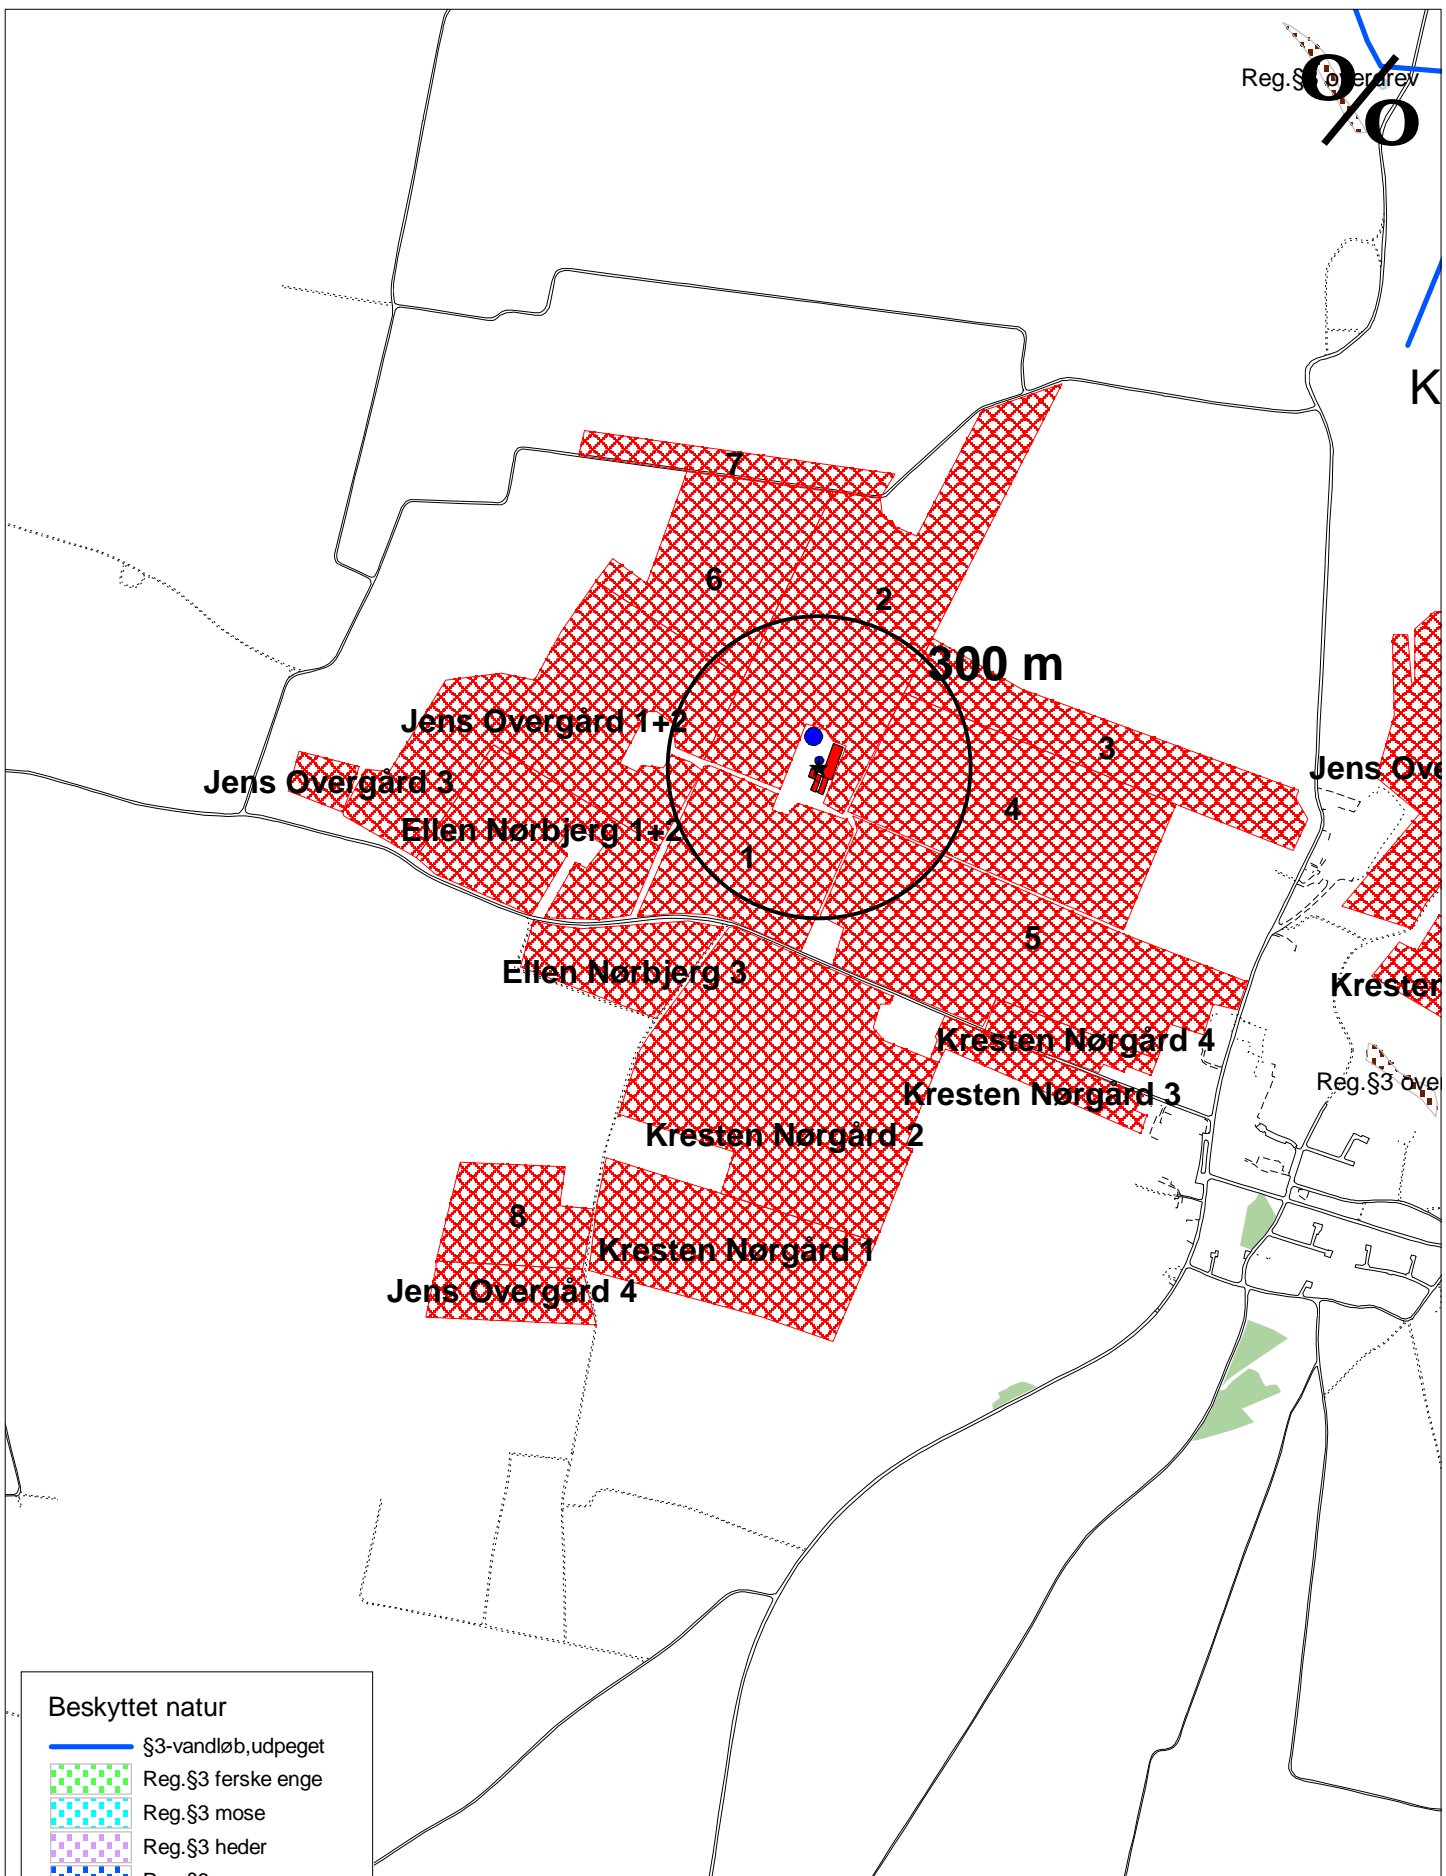 Reg.§3 overdrev
%
K
7
6
2
300 m
Jens Overgård 1+2
3
Jens Ove
Jens Overgård 3
4
Ellen Nørbjerg 1+2
1
5
Ellen Nørbjerg 3
Kresten
Kresten Nørgård 4
Reg.§3 over
Kresten Nørgård 3
Kresten Nørgård 2
8
Kresten Nørgård 1
Jens Overgård 4
Beskyttet natur
§3-vandløb,udpeget
Reg.§3 ferske enge
Reg.§3 mose
Reg.§3 heder